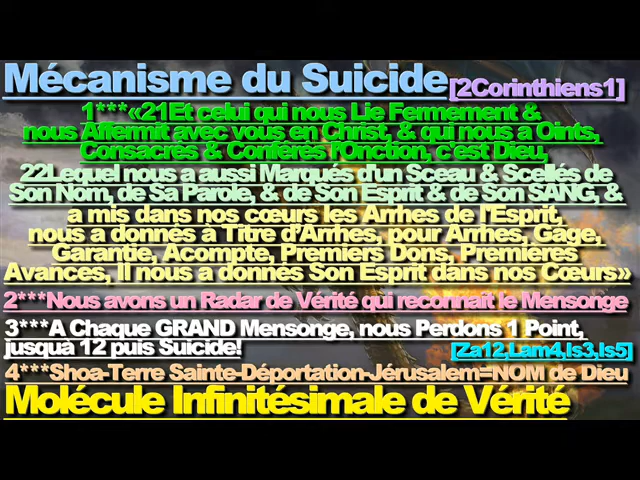 Mécanisme du Suicide [2Corinthiens1]
1***«21Et celui qui nous Lie Fermement &
nous Affermit avec vous en Christ, & qui nous a Oints,
Consacrés & Conférés l'Onction, c'est Dieu,
22Lequel nous a aussi Marqués d'un Sceau & Scellés de
Son Nom, de Sa Parole, & de Son Esprit & de Son SANG, &
a mis dans nos cœurs les Arrhes de l'Esprit,
nous a donnés à Titre d'Arrhes, pour Arrhes, Gâge,
Garantie, Acompte, Premiers Dons, Premières
Avances, Il nous a donnés Son Esprit dans nos Cœurs»
2***Nous avons un Radar de Vérité qui reconnait le Mensonge
3***A Chaque GRAND Mensonge, nous Perdons 1 Point,
jusquà 12 puis Suicide! [Za12,Lam4,Is3,Is5]
4***Shoa-Terre Sainte-Déportation-Jérusalem=NOM de Dieu
Molécule Infinitésimale de Vérité